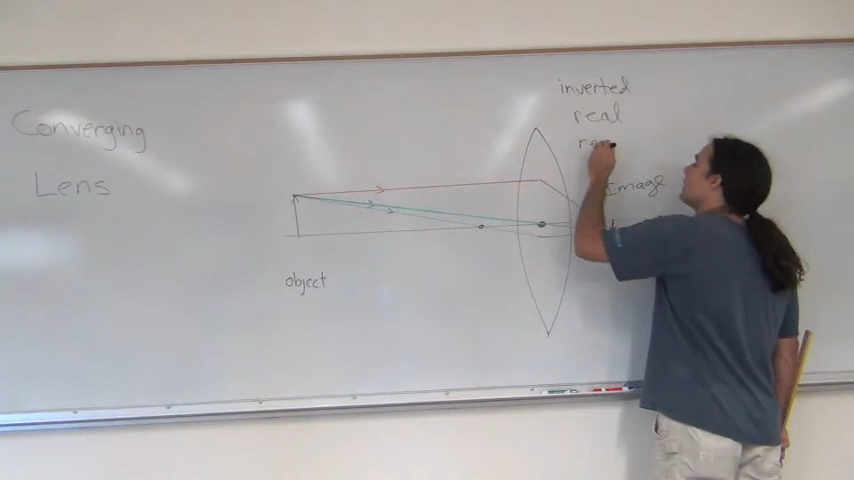 Converging
Lens
object
inverted
real
Image